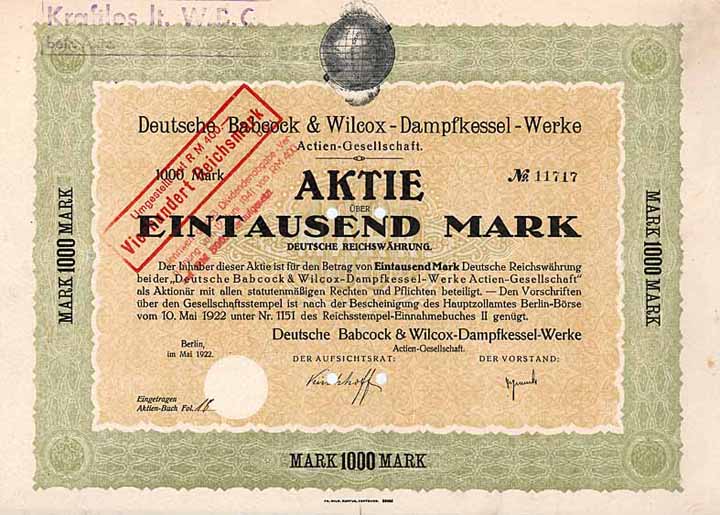 Kraftlos lt. W.B.C.
Deutsche Babcock & Wilcox-Dampfkessel-Werke
Actien-Gesellschaft.
1000 Mark
AKTIE
No. 11717
ÜBER
EINTAUSEND MARK
DEUTSCHE REICHSWÄHRUNG.
Umgestellt auf R M 400.-
Vierhundert Reichsmark
Der Inhaber dieser Aktie ist für den Betrag von Eintausend Mark Deutsche Reichswährung
bei der „Deutsche Babcock & Wilcox-Dampfkessel-Werke Actien-Gesellschaft"
als Aktionär mit allen statutenmäßigen Rechten und Pflichten beteiligt. — Den Vorschriften
über den Gesellschaftsstempel ist nach der Bescheinigung des Hauptzollamtes Berlin-Börse
vom 10. Mai 1922 unter Nr. 1151 des Reichsstempel-Einnahmebuches II genügt.
Berlin,
im Mai 1922.
Deutsche Babcock & Wilcox-Dampfkessel-Werke
Actien-Gesellschaft.
DER AUFSICHTSRAT:
DER VORSTAND:
Eingetragen
Aktien-Buch Fol. 18
MARK 1000 MARK
MARK 1000 MARK
MARK 1000 MARK